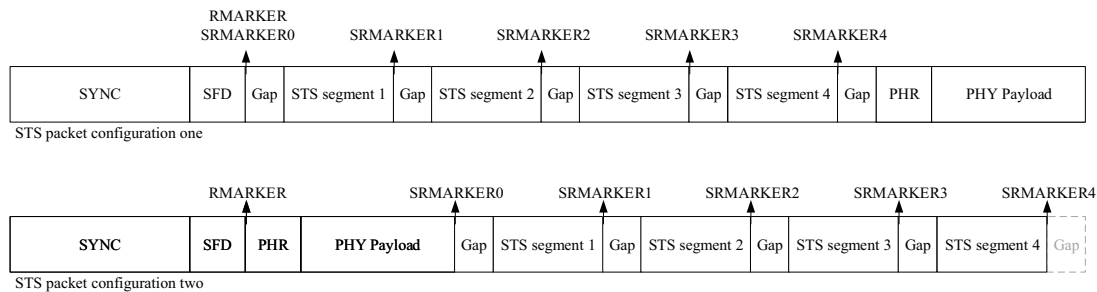 RMARKER
SRMARKER0 SRMARKER1 SRMARKER2 SRMARKER3 SRMARKER4
SYNC SFD Gap STS segment 1 Gap STS segment 2 Gap STS segment 3 Gap STS segment 4 Gap PHR PHY Payload
STS packet configuration one
RMARKER SRMARKER0 SRMARKER1 SRMARKER2 SRMARKER3 SRMARKER4
SYNC SFD PHR PHY Payload Gap STS segment 1 Gap STS segment 2 Gap STS segment 3 Gap STS segment 4 Gap
STS packet configuration two